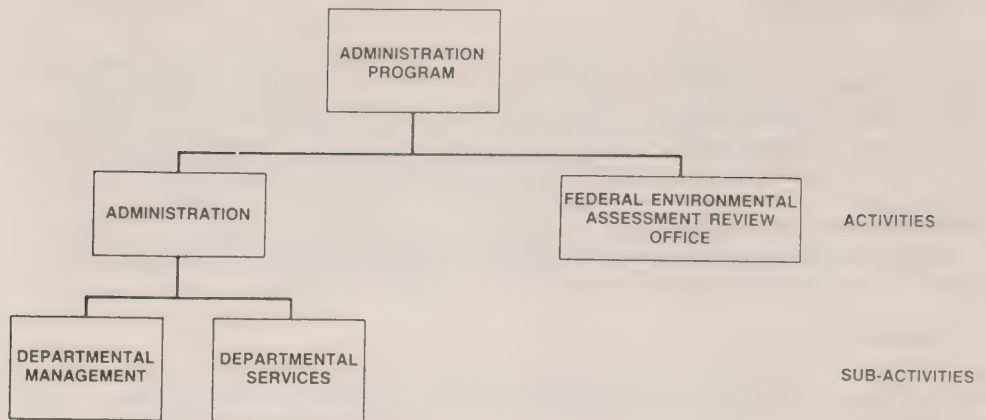 ADMINISTRATION
PROGRAM
ADMINISTRATION
FEDERAL ENVIRONMENTAL
ASSESSMENT REVIEW
OFFICE
ACTIVITIES
DEPARTMENTAL
MANAGEMENT
DEPARTMENTAL
SERVICES
SUB-ACTIVITIES